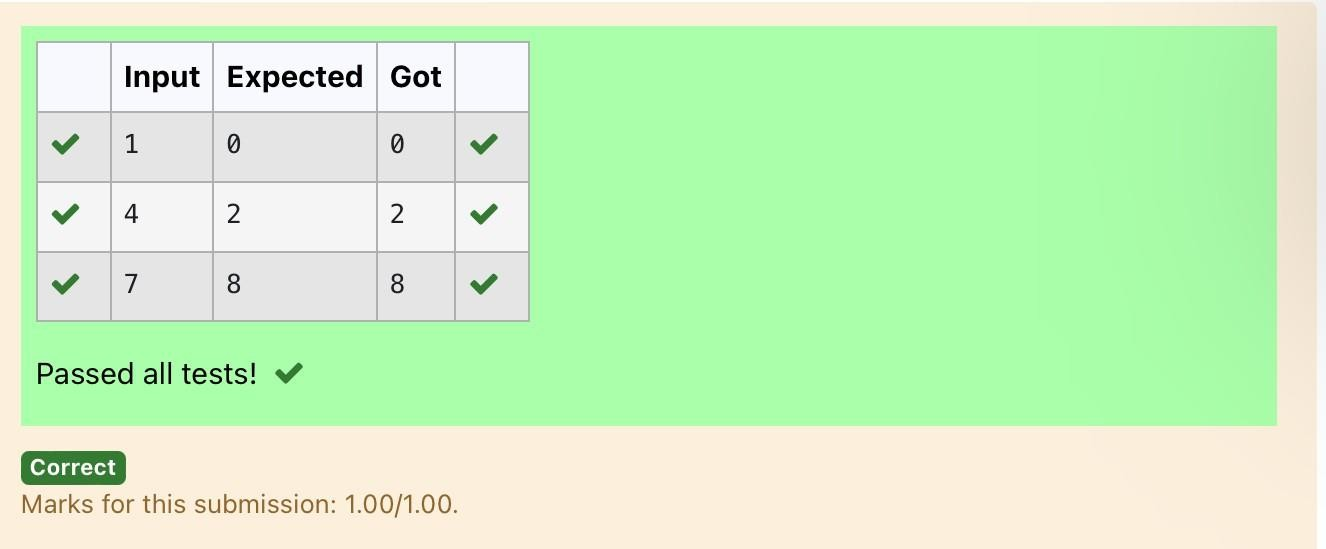 Input Expected Got
1 0 0
4 2 2
7 8 8
Passed all tests!
Correct
Marks for this submission: 1.00/1.00.